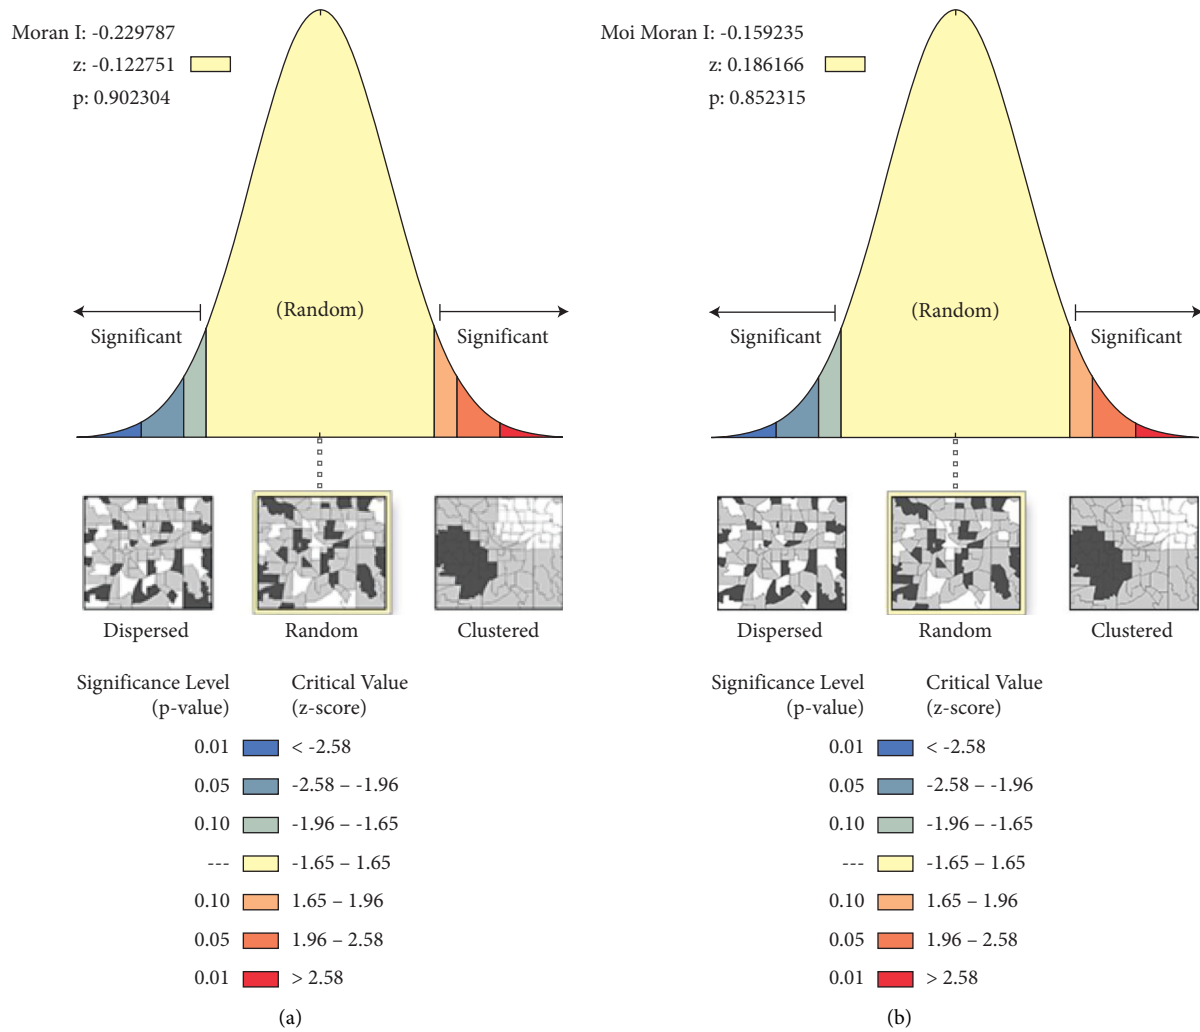 Moran I: -0.229787
z: -0.122751
p: 0.902304
(Random)
Significant
Significant
Dispersed
Random
Clustered
Significance Level
(p-value)
Critical Value
(z-score)
0.01 < -2.58
0.05 -2.58 – -1.96
0.10 -1.96 – -1.65
--- -1.65 – 1.65
0.10 1.65 – 1.96
0.05 1.96 – 2.58
0.01 > 2.58
(a)
Moi Moran I: -0.159235
z: 0.186166
p: 0.852315
(Random)
Significant
Significant
Dispersed
Random
Clustered
Significance Level
(p-value)
Critical Value
(z-score)
0.01 < -2.58
0.05 -2.58 – -1.96
0.10 -1.96 – -1.65
--- -1.65 – 1.65
0.10 1.65 – 1.96
0.05 1.96 – 2.58
0.01 > 2.58
(b)